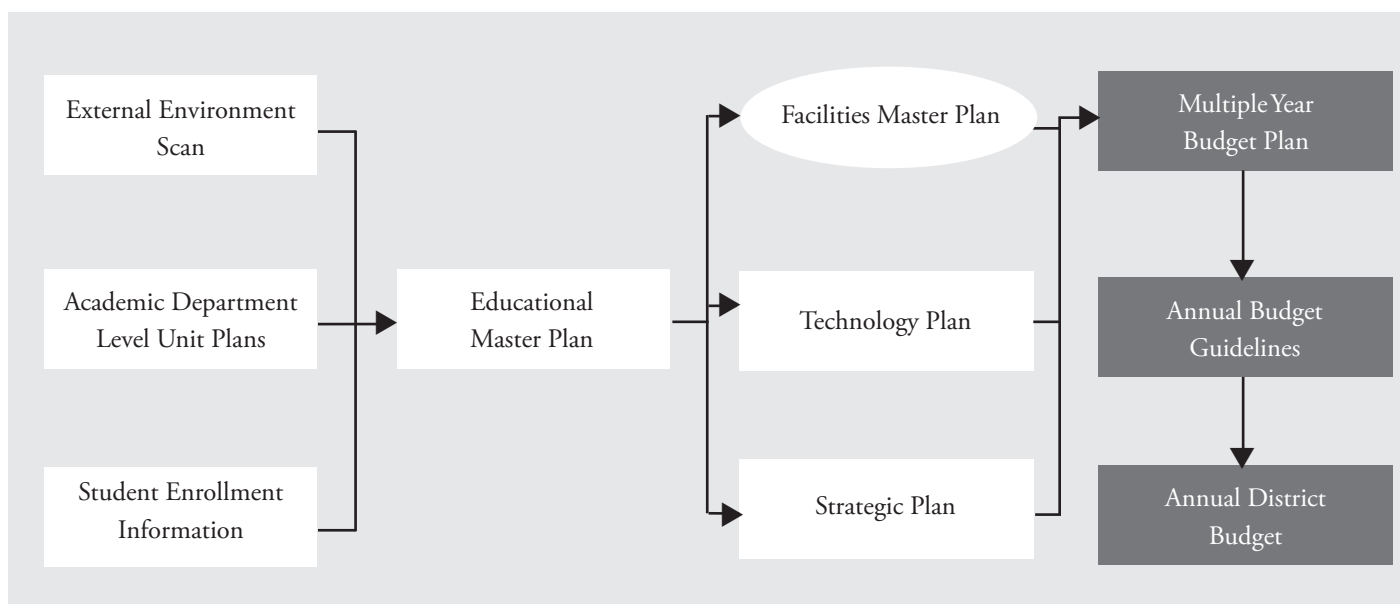 External Environment
Scan
Academic Department
Level Unit Plans
Student Enrollment
Information
Educational
Master Plan
Facilities Master Plan
Technology Plan
Strategic Plan
Multiple Year
Budget Plan
Annual Budget
Guidelines
Annual District
Budget